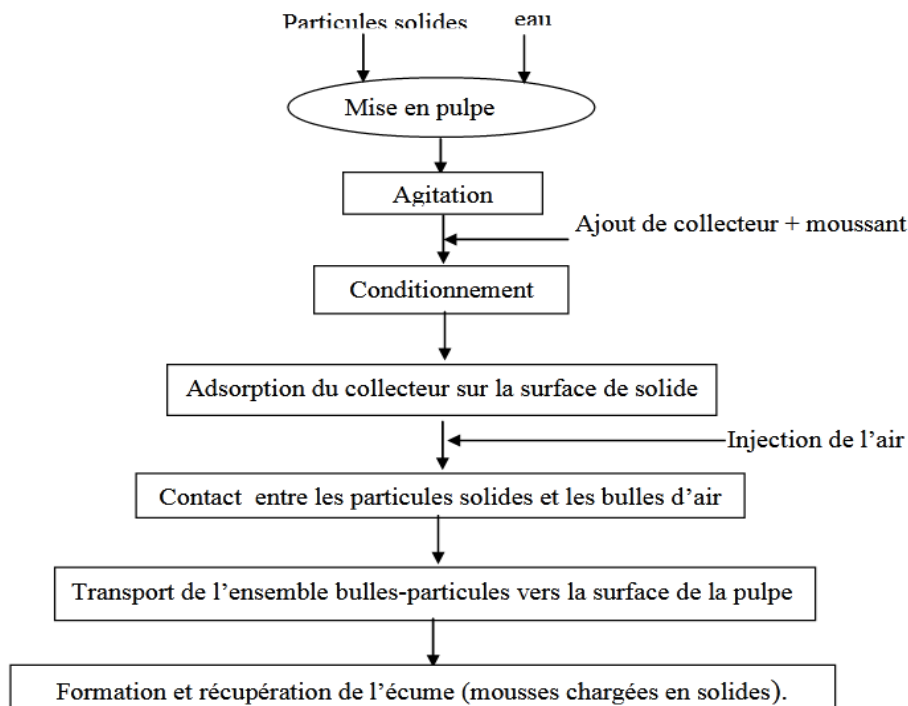 Particules solides eau
Mise en pulpe
Agitation
Ajout de collecteur + moussant
Conditionnement
Adsorption du collecteur sur la surface de solide
Injection de l’air
Contact entre les particules solides et les bulles d’air
Transport de l’ensemble bulles-particules vers la surface de la pulpe
Formation et récupération de l’écume (mousses chargées en solides).